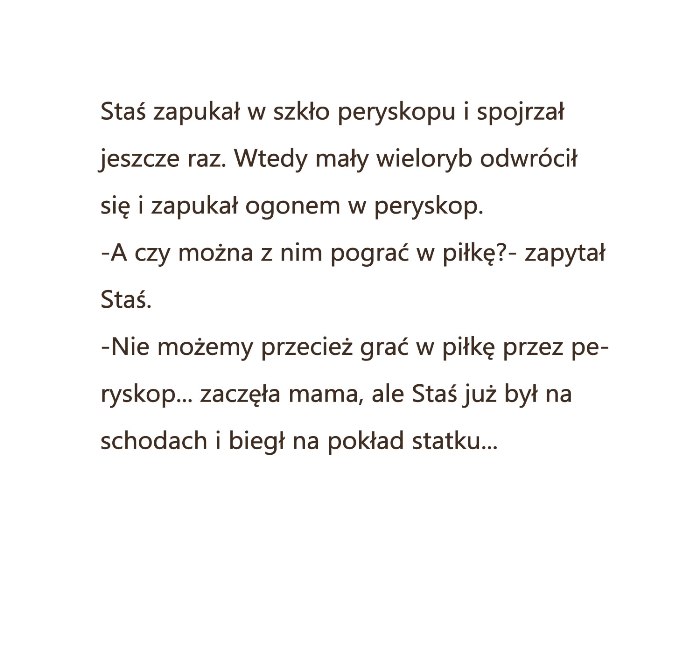 Staś zapukał w szkło peryskopu i spojrzał
jeszcze raz. Wtedy mały wieloryb odwrócił
się i zapukał ogonem w peryskop.
-A czy można z nim pograć w piłkę?- zapytał
Staś.
-Nie możemy przecież grać w piłkę przez pe-
ryskop... zaczęła mama, ale Staś już był na
schodach i biegł na pokład statku...